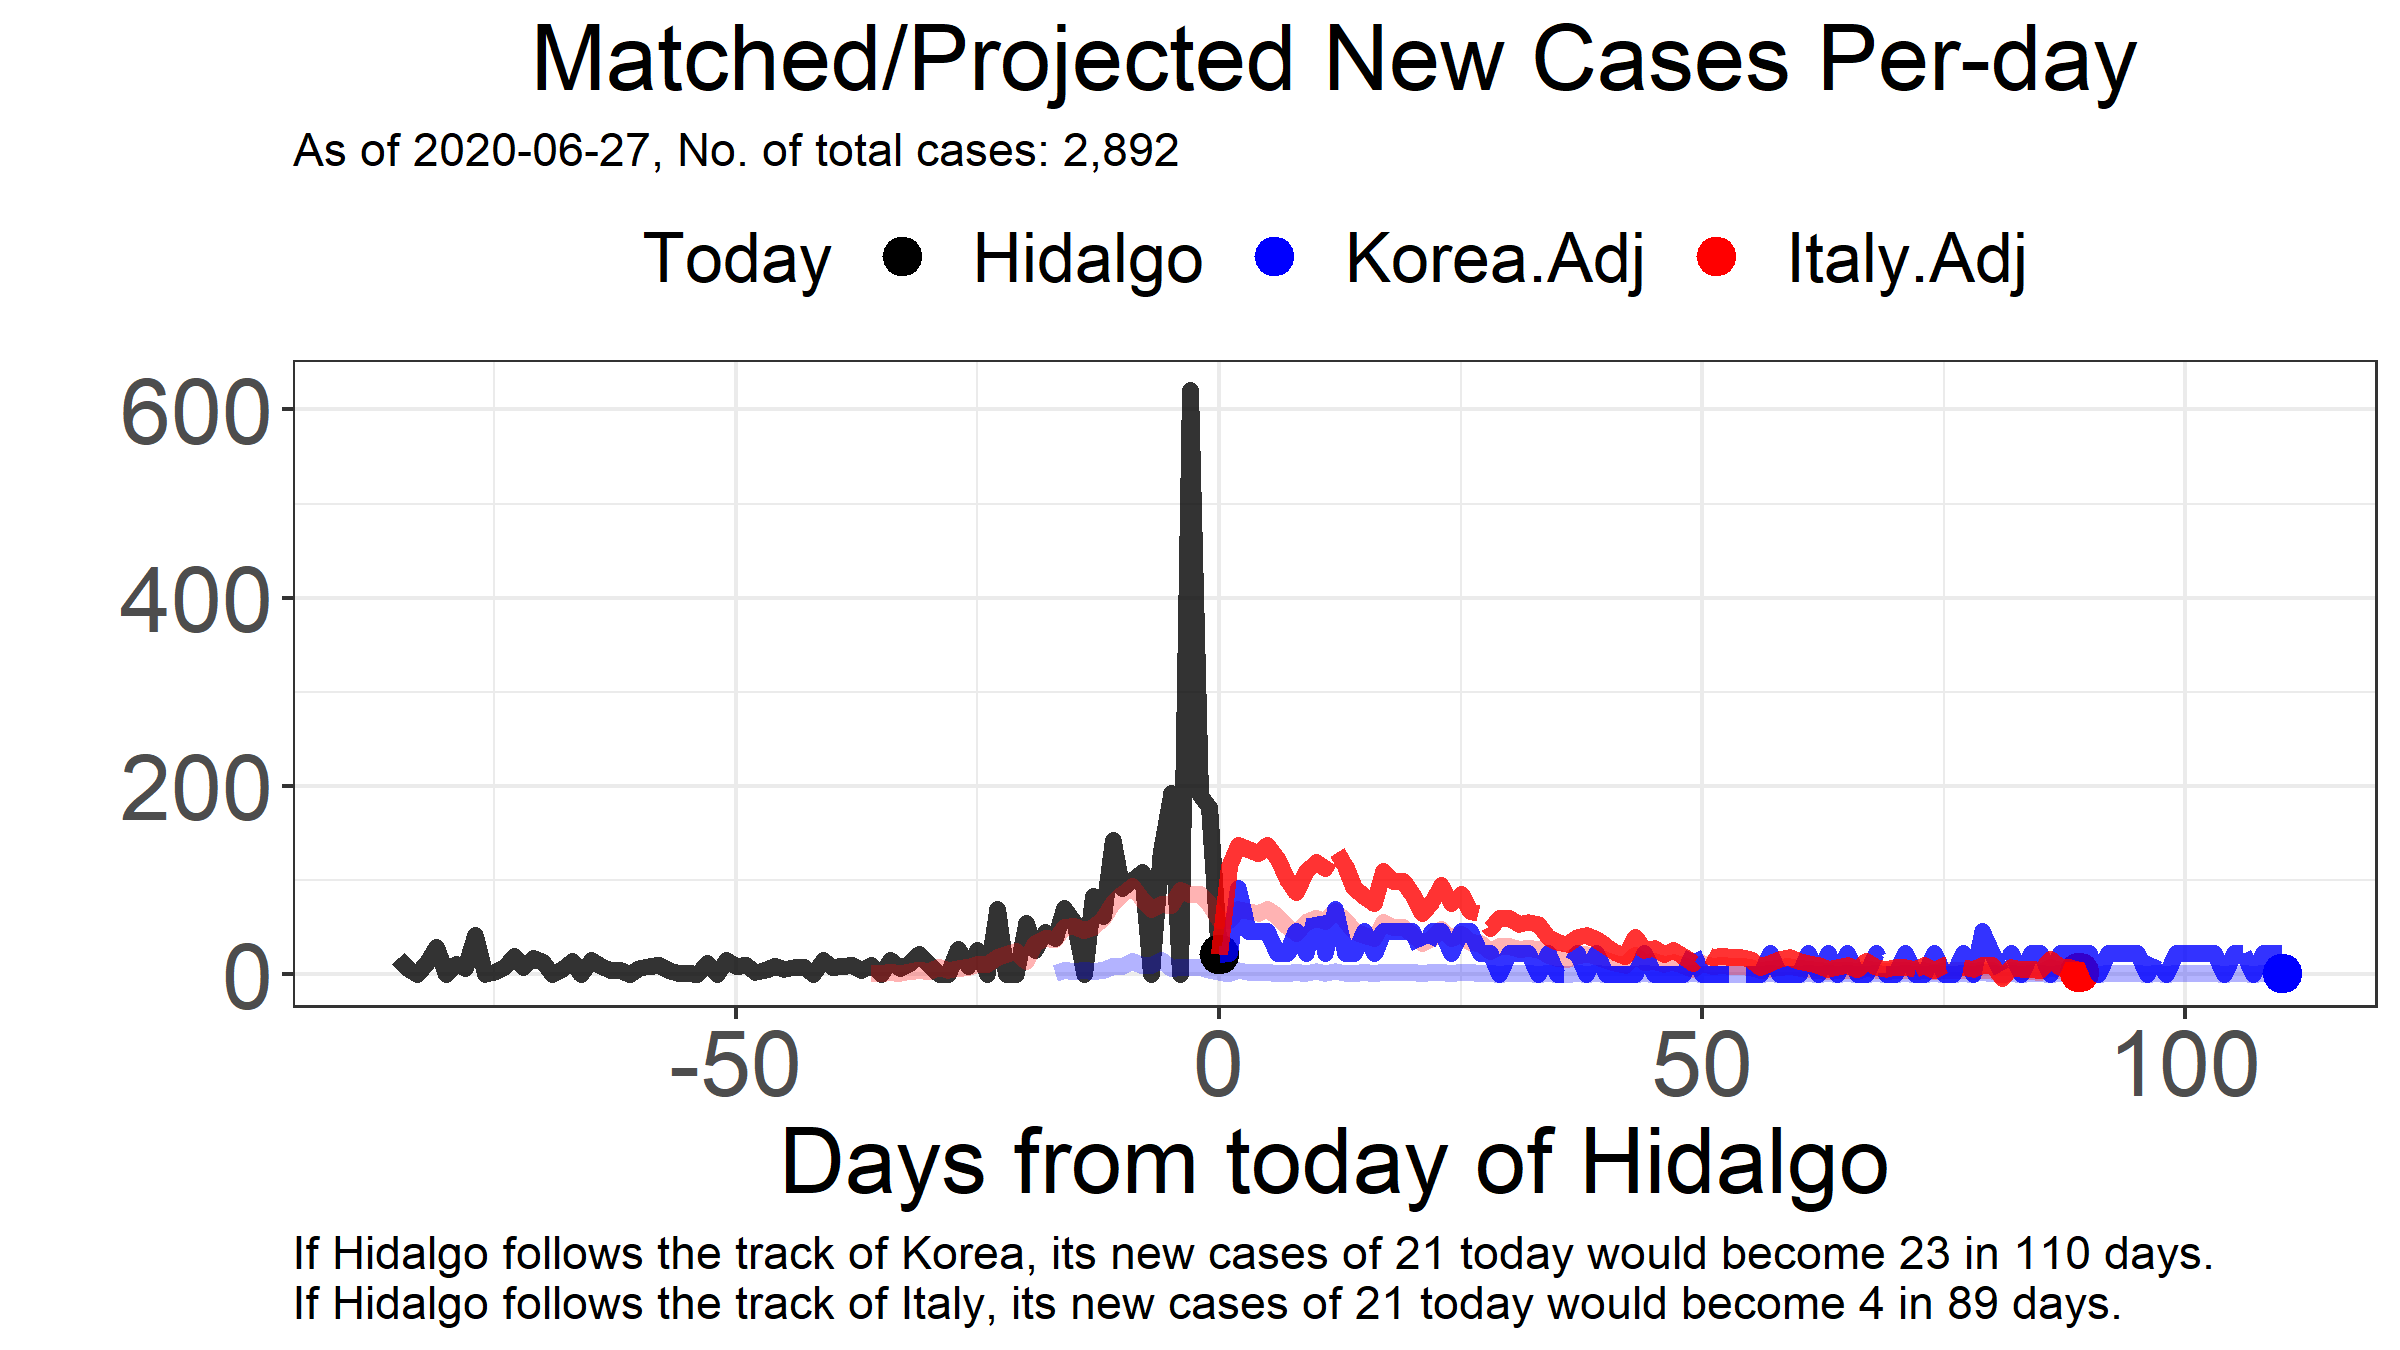 Matched/Projected New Cases Per-day
As of 2020-06-27, No. of total cases: 2,892
Today Hidalgo Korea.Adj Italy.Adj
600
400
200
0
-50 0 50 100
Days from today of Hidalgo
If Hidalgo follows the track of Korea, its new cases of 21 today would become 23 in 110 days.
If Hidalgo follows the track of Italy, its new cases of 21 today would become 4 in 89 days.